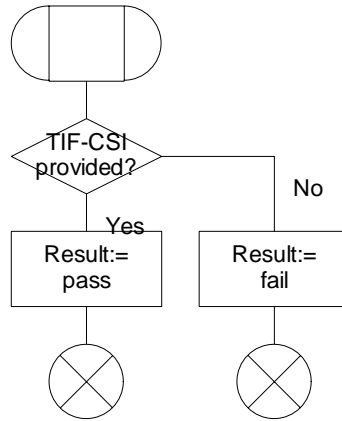 TIF-CSI
provided?
No
Yes
Result:=
pass
Result:=
fail